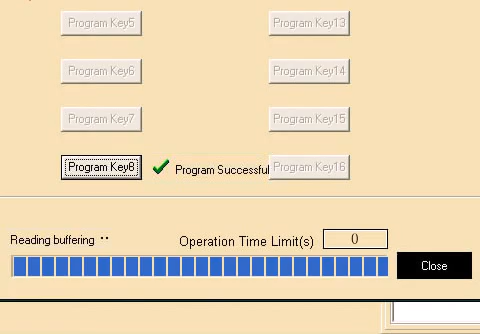 Program Key5 Program Key13
Program Key6 Program Key14
Program Key7 Program Key15
Program Key8 Program Successful Program Key16
Reading buffering •• Operation Time Limit(s) 0
Close